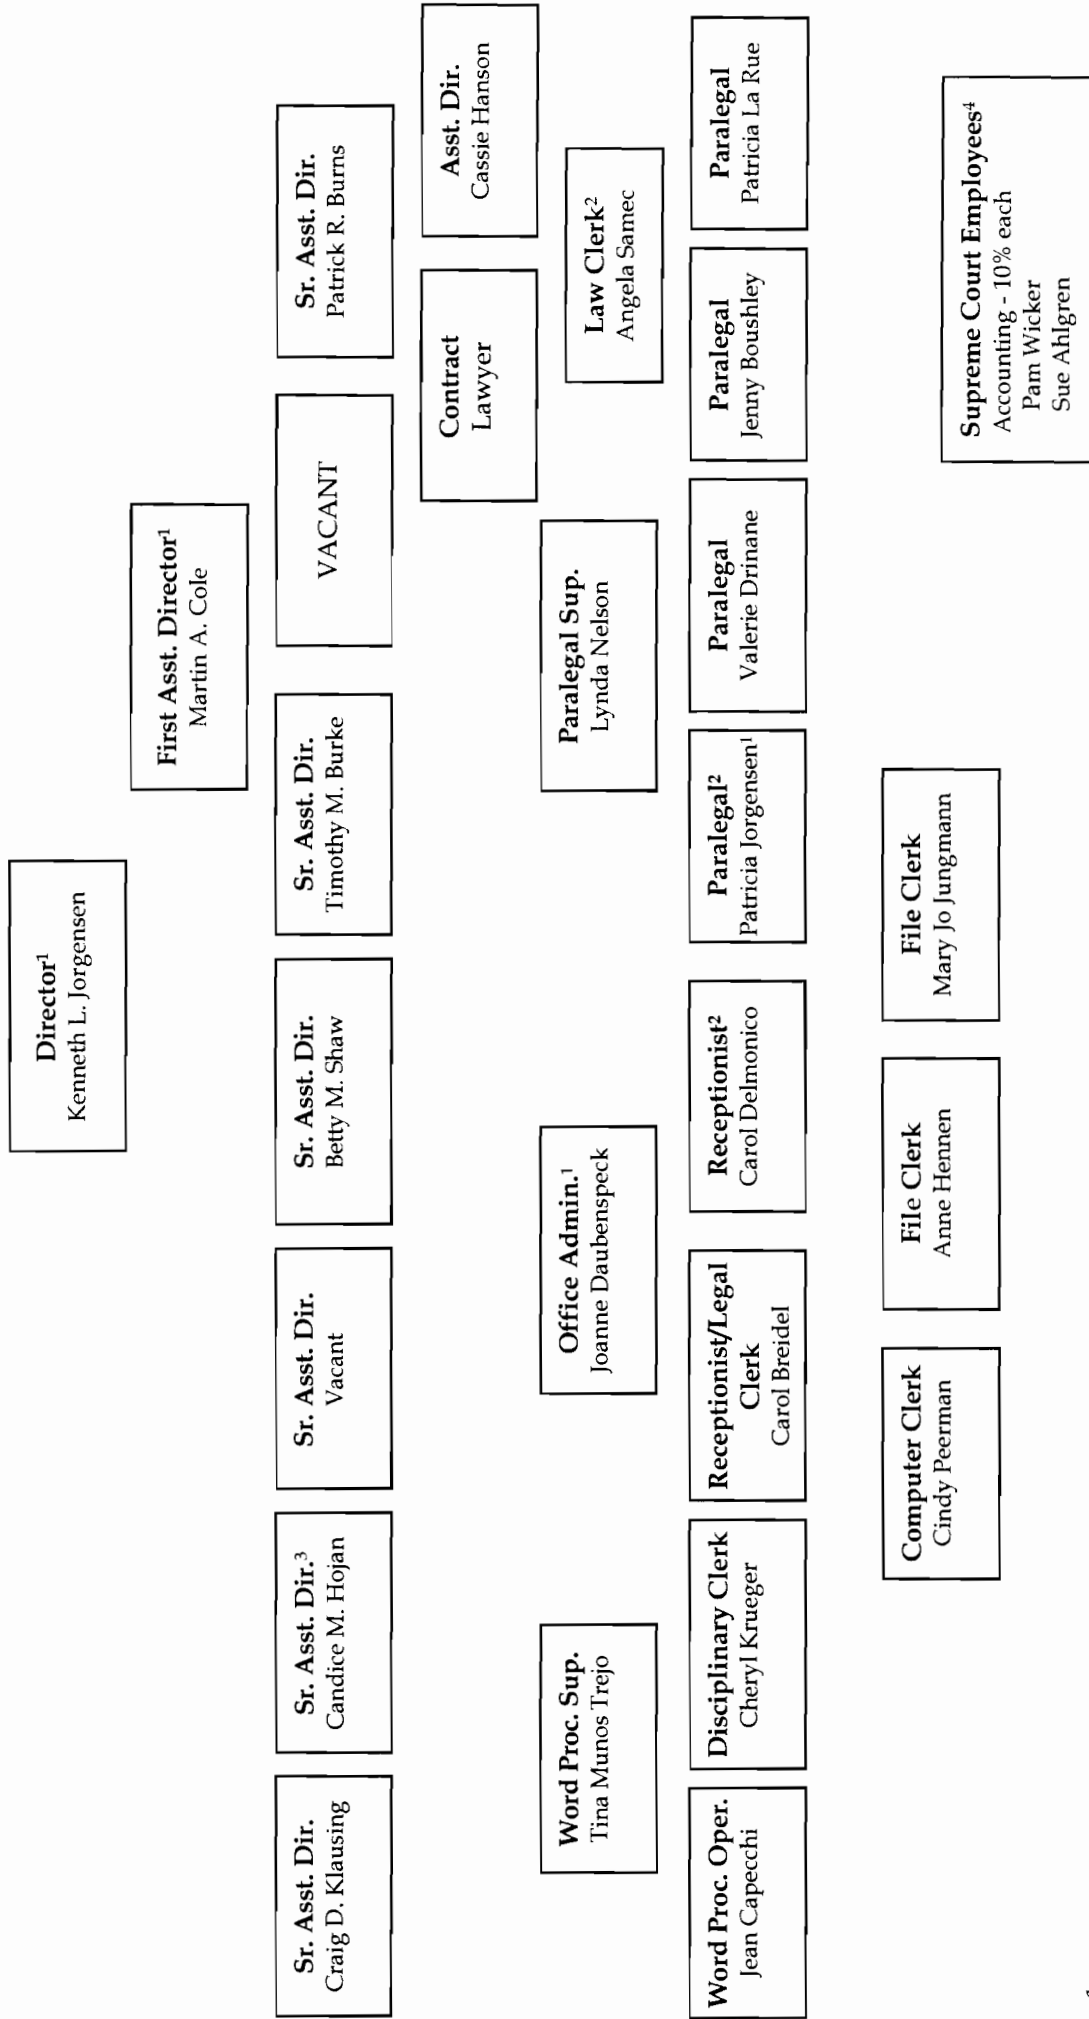 Director¹
Kenneth L. Jorgensen
First Asst. Director¹
Martin A. Cole
Sr. Asst. Dir.
Craig D. Klausing
Sr. Asst. Dir.³
Candice M. Hojan
Sr. Asst. Dir.
Vacant
Sr. Asst. Dir.
Betty M. Shaw
Sr. Asst. Dir.
Timothy M. Burke
VACANT
Sr. Asst. Dir.
Patrick R. Burns
Contract
Lawyer
Asst. Dir.
Cassie Hanson
Word Proc. Sup.
Tina Munos Trejo
Office Admin.¹
Joanne Daubenspeck
Paralegal Sup.
Lynda Nelson
Law Clerk²
Angela Samec
Word Proc. Oper.
Jean Capecchi
Disciplinary Clerk
Cheryl Krueger
Receptionist/Legal
Clerk
Carol Breidel
Receptionist²
Carol Delmonico
Paralegal²
Patricia Jorgensen¹
Paralegal
Valerie Drinane
Paralegal
Jenny Boushley
Paralegal
Patricia La Rue
Computer Clerk
Cindy Peerman
File Clerk
Anne Hennen
File Clerk
Mary Jo Jungmann
Supreme Court Employees⁴
Accounting - 10% each
Pam Wicker
Sue Ahlgren